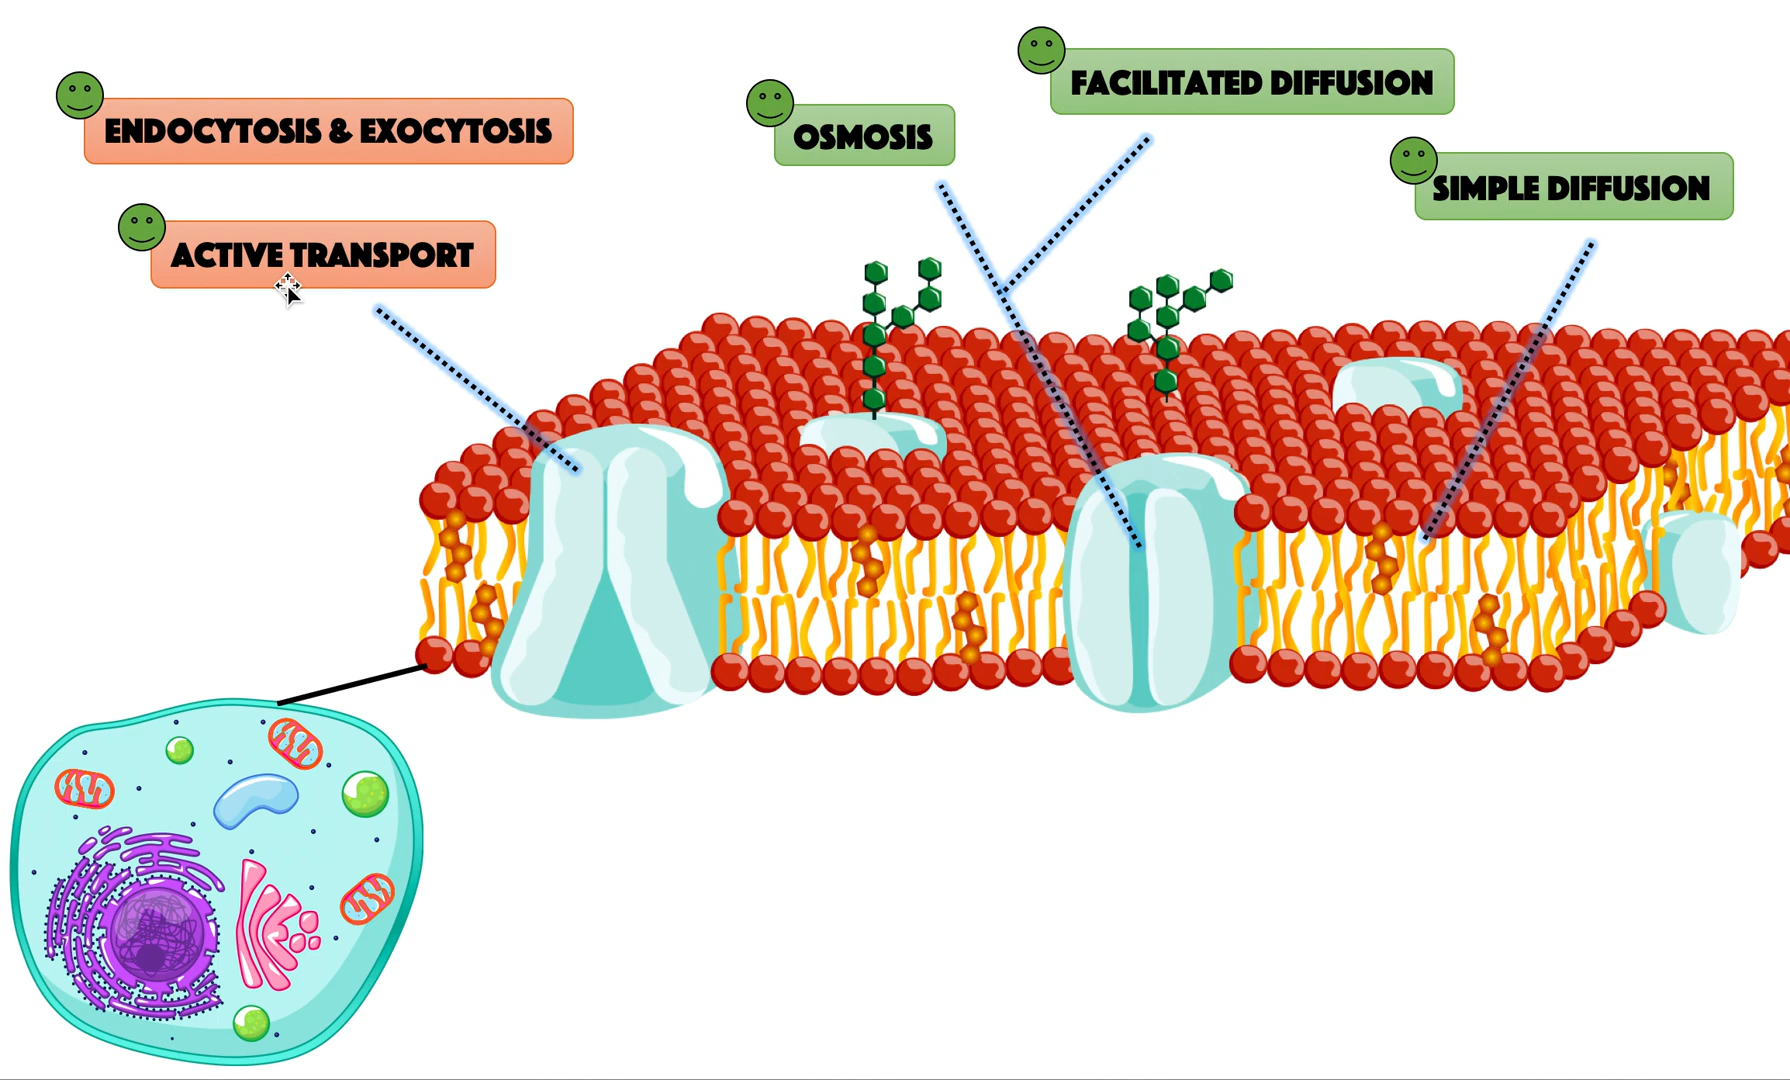 ENDOCYTOSIS & EXOCYTOSIS
ACTIVE TRANSPORT
OSMOSIS
FACILITATED DIFFUSION
SIMPLE DIFFUSION